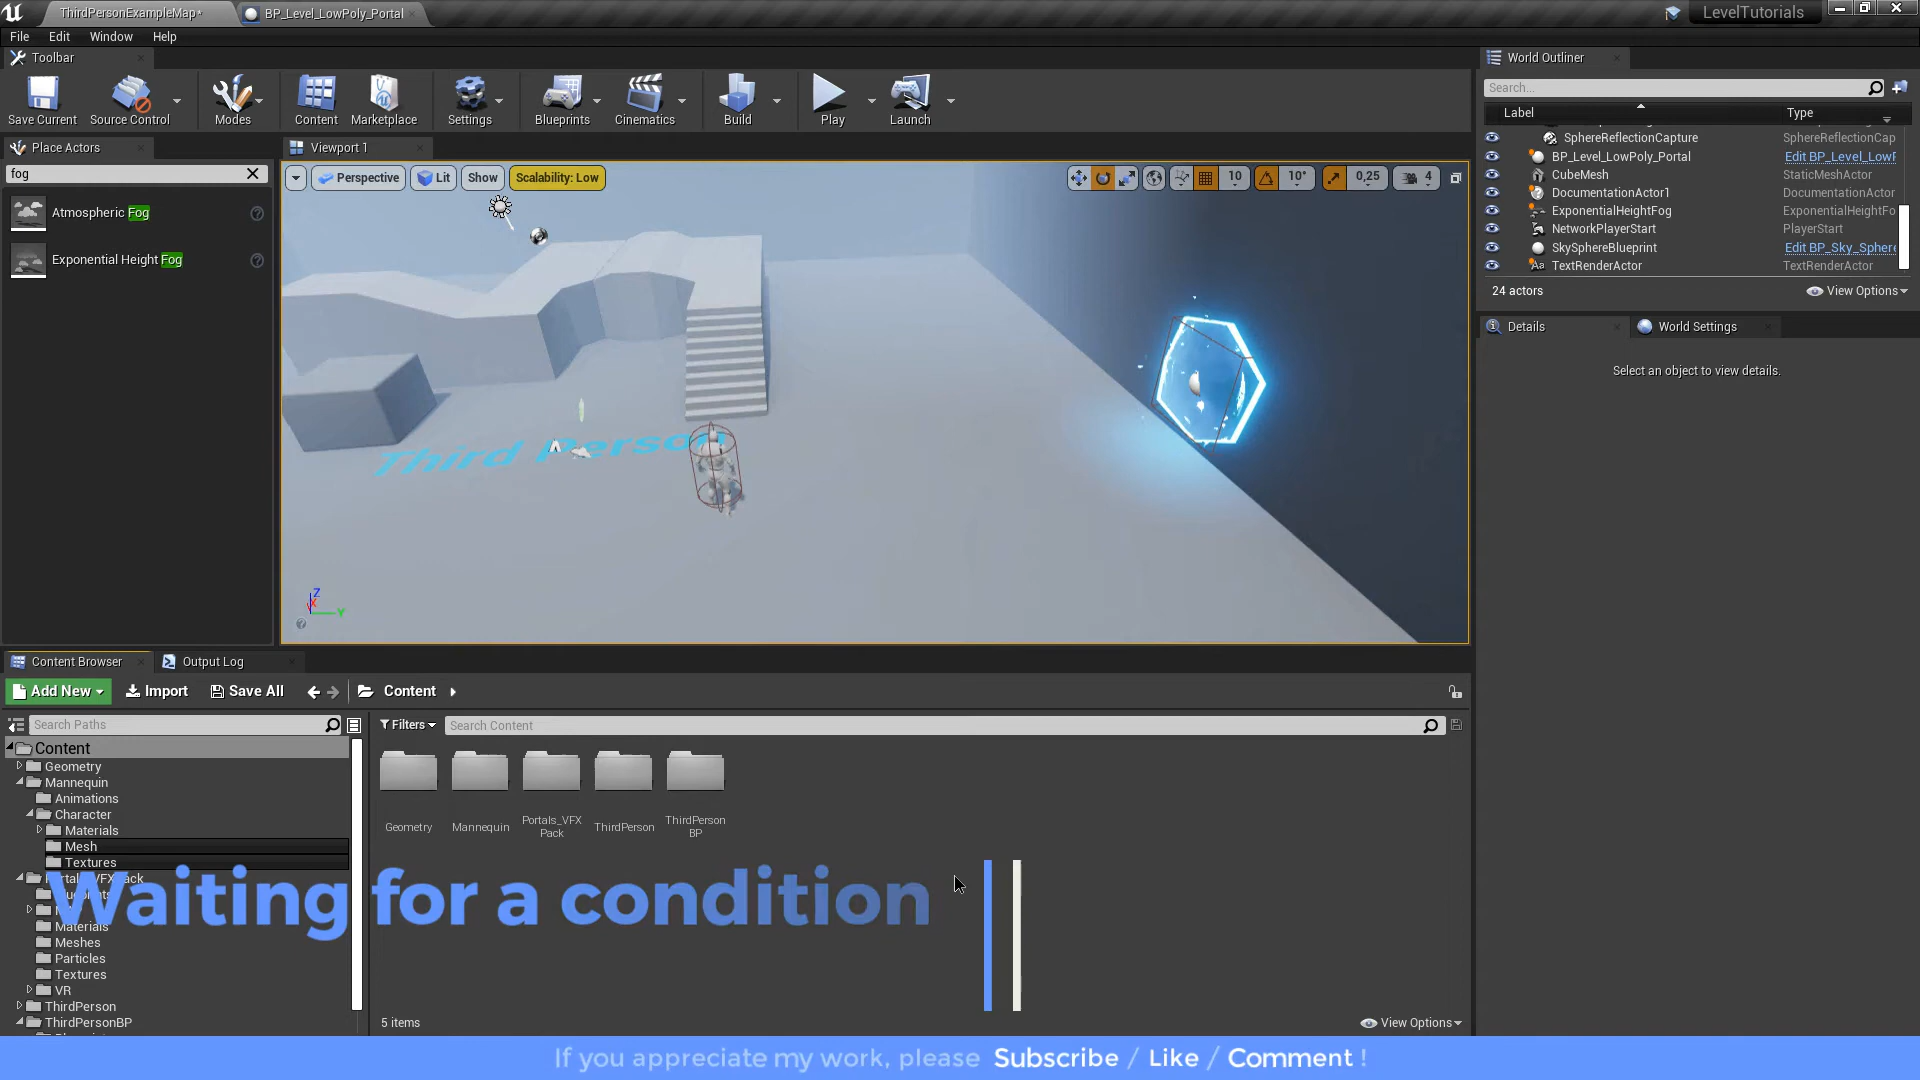 ThirdPersonExampleMap*
BP_Level_LowPoly_Portal
LevelTutorials
File
Edit
Window
Help
Toolbar
World Outliner
Save Current
Source Control
Modes
Content
Marketplace
Settings
Blueprints
Cinematics
Build
Play
Launch
Search...
Label
Type
SphereReflectionCapture
SphereReflectionCap
BP_Level_LowPoly_Portal
Edit BP_Level_LowF
CubeMesh
StaticMeshActor
DocumentationActor1
DocumentationActor
ExponentialHeightFog
ExponentialHeightFo
NetworkPlayerStart
PlayerStart
SkySphereBlueprint
Edit BP_Sky_Sphere
TextRenderActor
TextRenderActor
24 actors
View Options
Place Actors
fog
Atmospheric Fog
Exponential Height Fog
Viewport 1
Perspective
Lit
Show
Scalability: Low
10
10°
0,25
4
Third Person
Z
X
Y
Details
World Settings
Select an object to view details.
Content Browser
Output Log
Add New
Import
Save All
Content
Search Paths
Filters
Search Content
Content
Geometry
Mannequin
Animations
Character
Materials
Mesh
Textures
Materials
Meshes
Particles
Textures
VR
ThirdPerson
ThirdPersonBP
Geometry
Mannequin
Portals_VFX
Pack
ThirdPerson
ThirdPerson
BP
Waiting for a condition
5 items
View Options
If you appreciate my work, please Subscribe / Like / Comment !